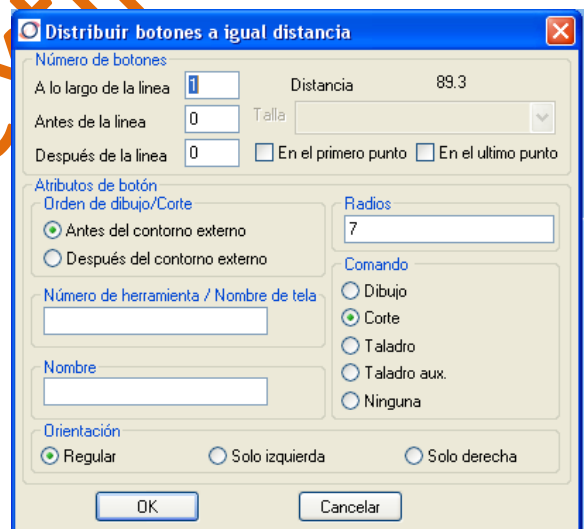 Distribuir botones a igual distancia
Número de botones
A lo largo de la linea 1 Distancia 89.3
Antes de la linea 0 Talla
Después de la linea 0 En el primero punto En el ultimo punto
Atributos de botón
Orden de dibujo/Corte
Antes del contorno externo
Después del contorno externo
Radios
7
Número de herramienta / Nombre de tela
Nombre
Comando
Dibujo
Corte
Taladro
Taladro aux.
Ninguna
Orientación
Regular Solo izquierda Solo derecha
OK Cancelar